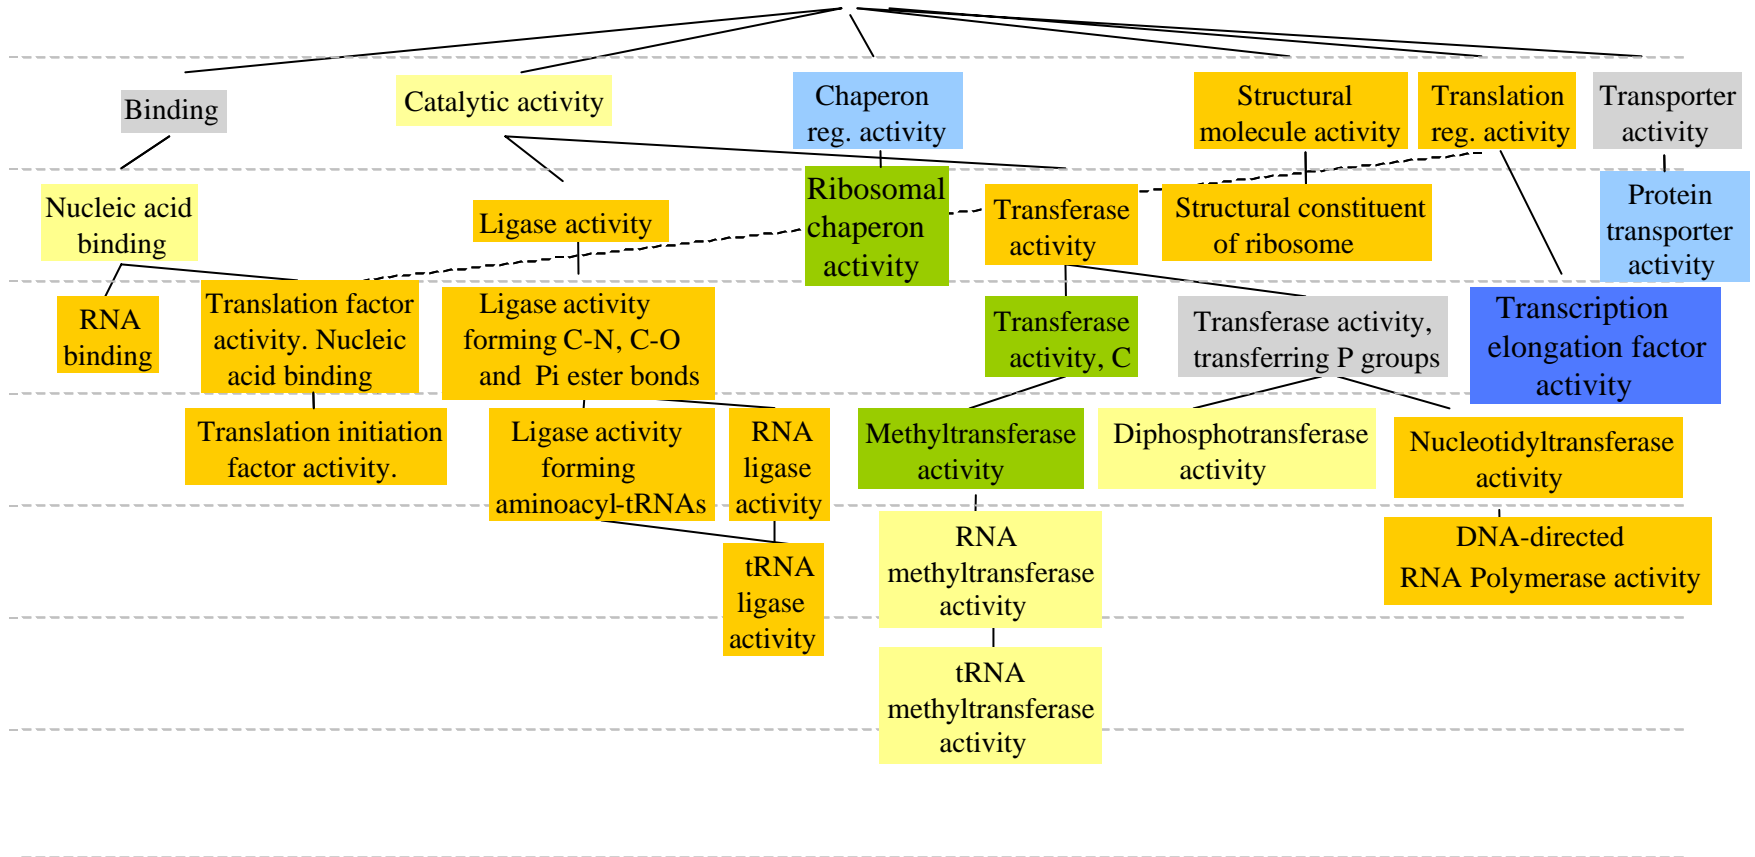 Binding
Catalytic activity
Chaperon
reg. activity
Structural
molecule activity
Translation
reg. activity
Transporter
activity
Nucleic acid
binding
Ligase activity
Ribosomal
chaperon
activity
Transferase
activity
Structural constituent
of ribosome
Protein
transporter
activity
RNA
binding
Translation factor
activity. Nucleic
acid binding
Ligase activity
forming C-N, C-O
and Pi ester bonds
Transferase
activity, C
Transferase activity,
transferring P groups
Transcription
elongation factor
activity
Translation initiation
factor activity.
Ligase activity
forming
aminoacyl-tRNAs
RNA
ligase
activity
Methyltransferase
activity
Diphosphotransferase
activity
Nucleotidyltransferase
activity
tRNA
ligase
activity
RNA
methyltransferase
activity
DNA-directed
RNA Polymerase activity
tRNA
methyltransferase
activity